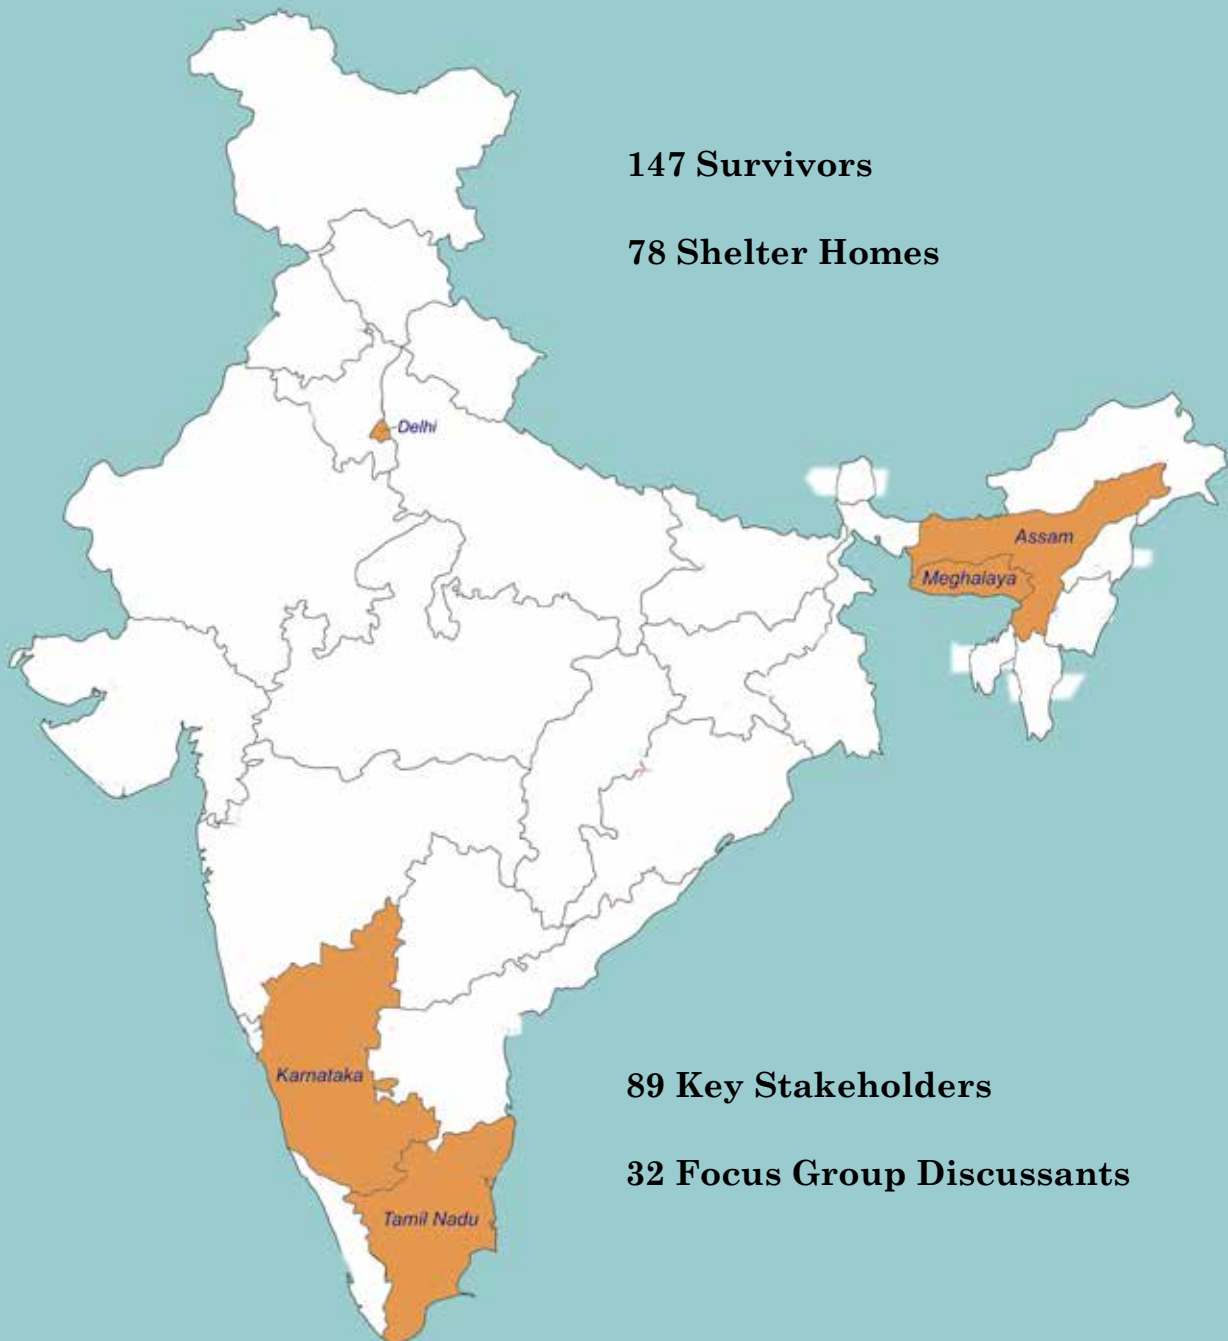 147 Survivors
78 Shelter Homes
Delhi
Assam
Meghalaya
Karnataka
89 Key Stakeholders
32 Focus Group Discussants
Tamil Nadu